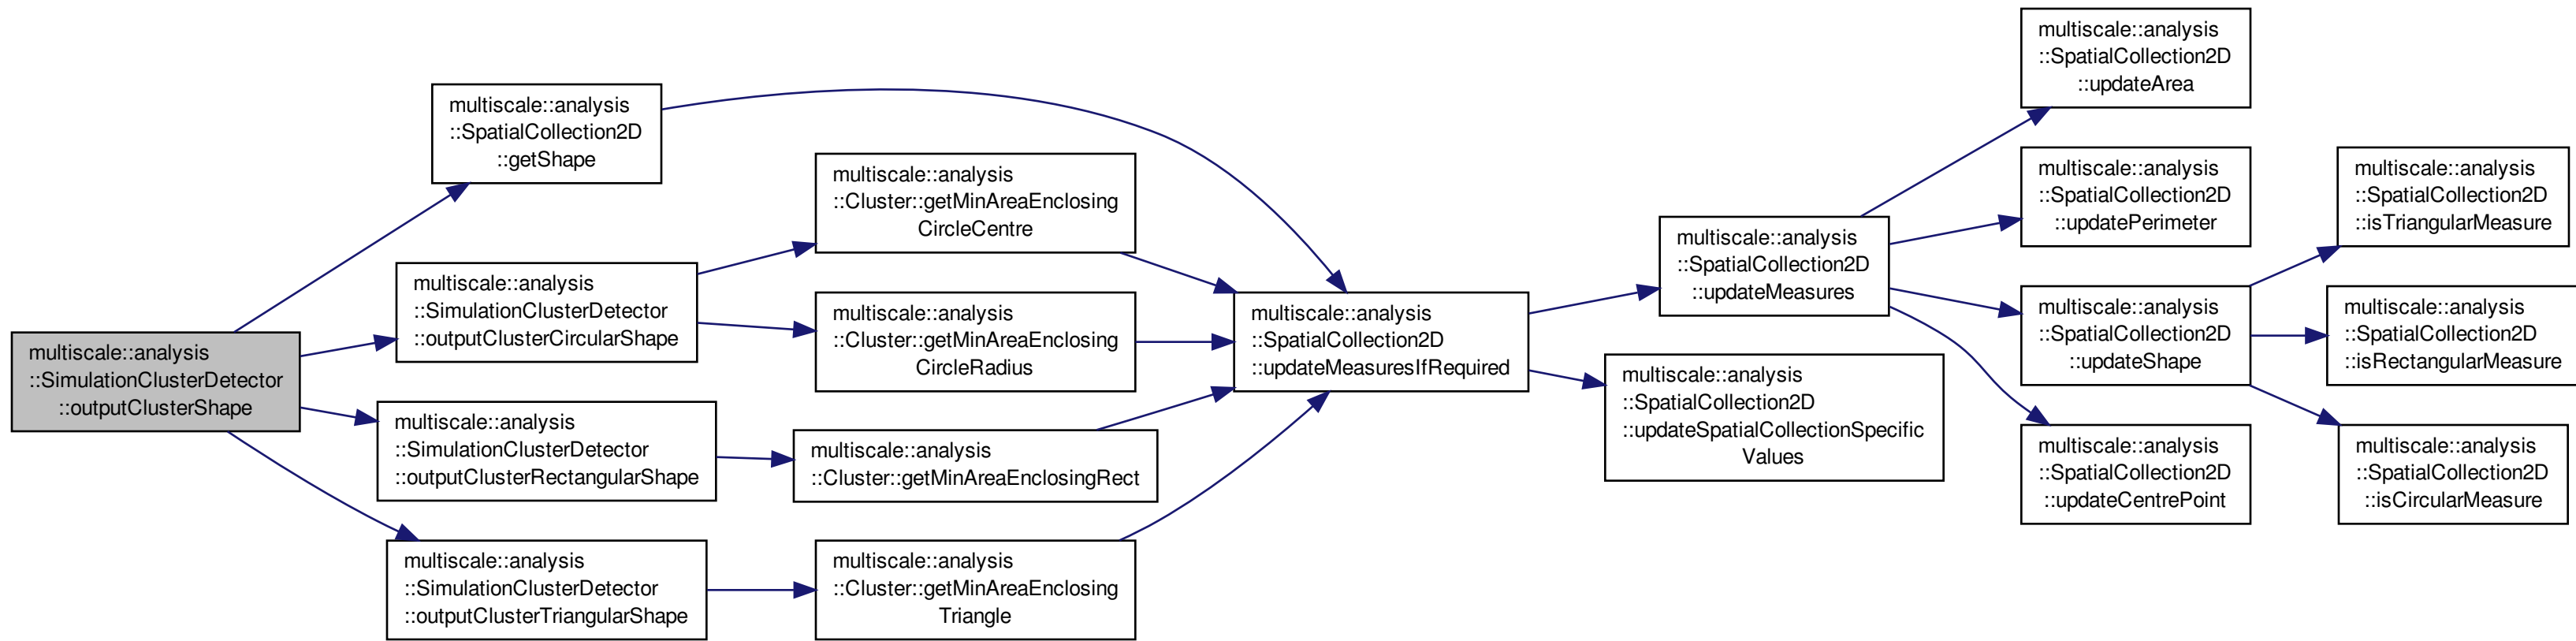 multiscale::analysis
::SimulationClusterDetector
::outputClusterShape
multiscale::analysis
::SpatialCollection2D
::getShape
multiscale::analysis
::SimulationClusterDetector
::outputClusterCircularShape
multiscale::analysis
::SimulationClusterDetector
::outputClusterRectangularShape
multiscale::analysis
::SimulationClusterDetector
::outputClusterTriangularShape
multiscale::analysis
::Cluster::getMinAreaEnclosing
CircleCentre
multiscale::analysis
::Cluster::getMinAreaEnclosing
CircleRadius
multiscale::analysis
::Cluster::getMinAreaEnclosingRect
multiscale::analysis
::Cluster::getMinAreaEnclosing
Triangle
multiscale::analysis
::SpatialCollection2D
::updateMeasuresIfRequired
multiscale::analysis
::SpatialCollection2D
::updateMeasures
multiscale::analysis
::SpatialCollection2D
::updateSpatialCollectionSpecific
Values
multiscale::analysis
::SpatialCollection2D
::updateArea
multiscale::analysis
::SpatialCollection2D
::updatePerimeter
multiscale::analysis
::SpatialCollection2D
::updateShape
multiscale::analysis
::SpatialCollection2D
::updateCentrePoint
multiscale::analysis
::SpatialCollection2D
::isTriangularMeasure
multiscale::analysis
::SpatialCollection2D
::isRectangularMeasure
multiscale::analysis
::SpatialCollection2D
::isCircularMeasure